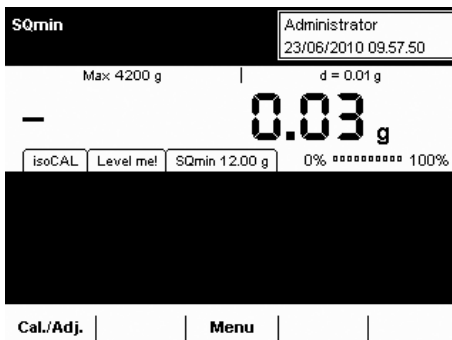 SQmin
Administrator
23/06/2010 09.57.50
Max 4200 g | d = 0.01 g
– 0.03 g
isoCAL Level me! SQmin 12.00 g 0% 100%
Cal./Adj. Menu